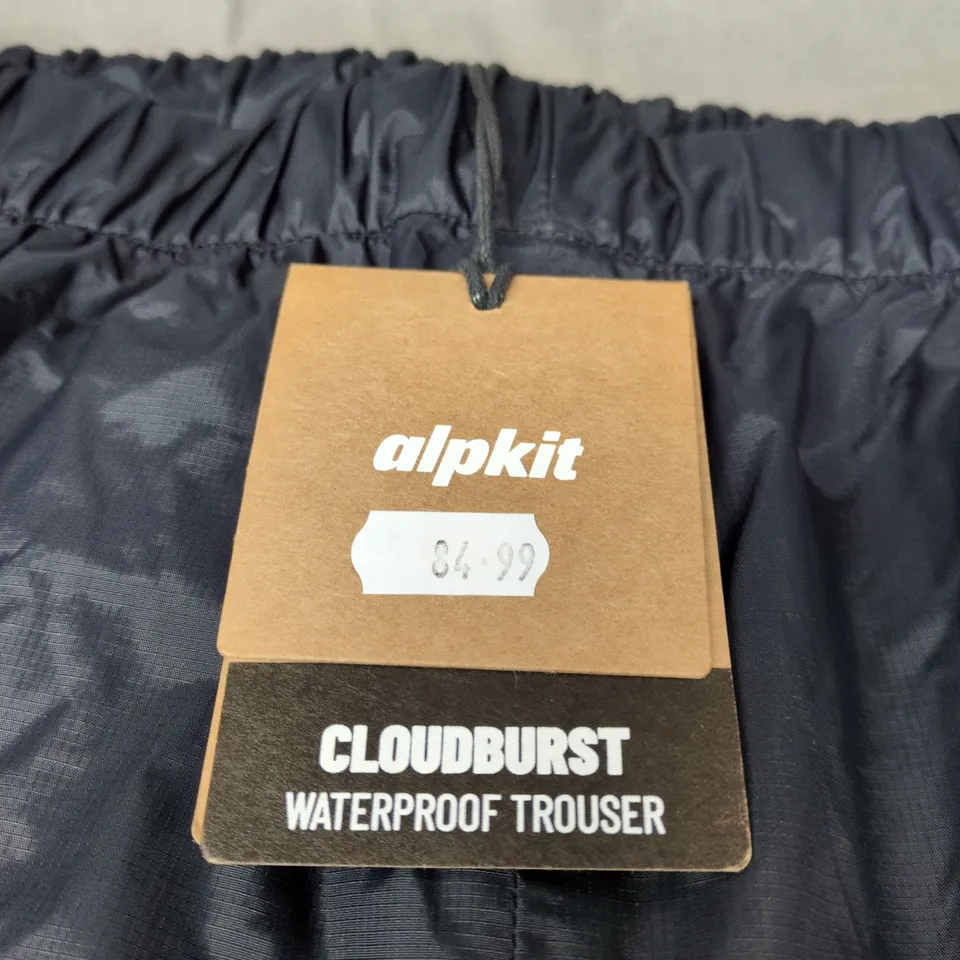 alpkit
84.99
CLOUDBURST
WATERPROOF TROUSER